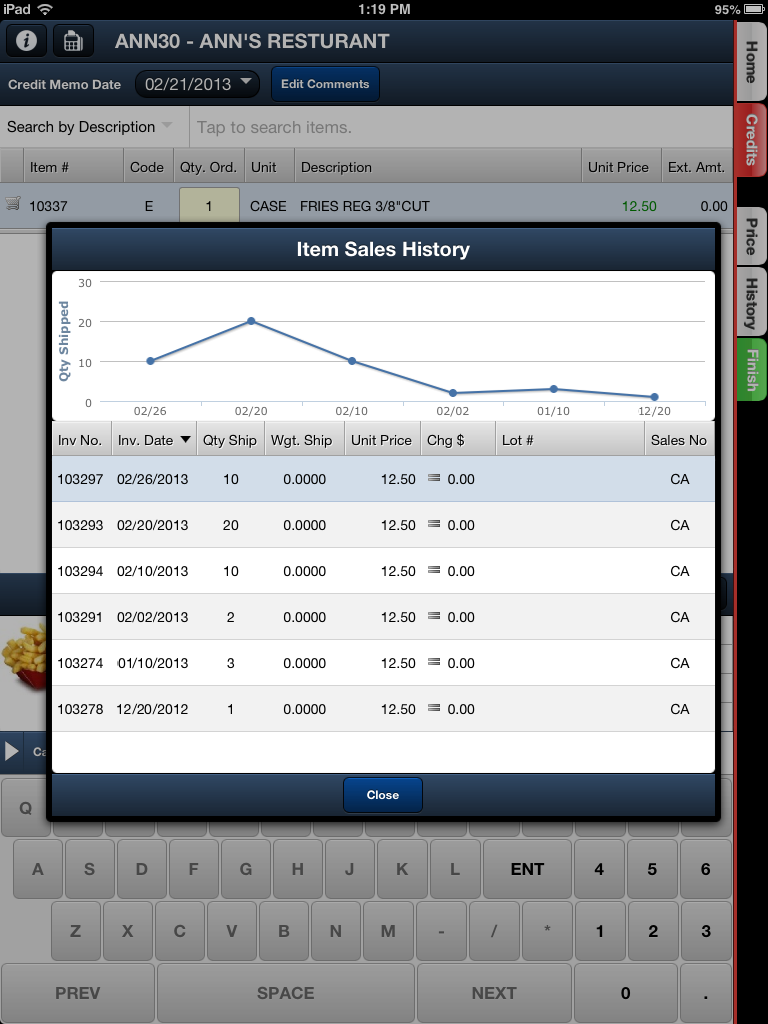 iPad 1:19 PM 95%
ANN30 - ANN'S RESTURANT
Credit Memo Date 02/21/2013 Edit Comments
Search by Description Tap to search items.
Item # Code Qty. Ord. Unit Description Unit Price Ext. Amt.
10337 E 1 CASE FRIES REG 3/8"CUT 12.50 0.00
Home
Credits
Price
History
Finish
Item Sales History
Qty Shipped
30
20
10
0
02/26 02/20 02/10 02/02 01/10 12/20
Inv No. Inv. Date Qty Ship Wgt. Ship Unit Price Chg $ Lot # Sales No
103297 02/26/2013 10 0.0000 12.50 0.00 CA
103293 02/20/2013 20 0.0000 12.50 0.00 CA
103294 02/10/2013 10 0.0000 12.50 0.00 CA
103291 02/02/2013 2 0.0000 12.50 0.00 CA
103274 01/10/2013 3 0.0000 12.50 0.00 CA
103278 12/20/2012 1 0.0000 12.50 0.00 CA
Close
Q
A S D F G H J K L ENT 4 5 6
Z X C V B N M - / * 1 2 3
PREV SPACE NEXT 0 .